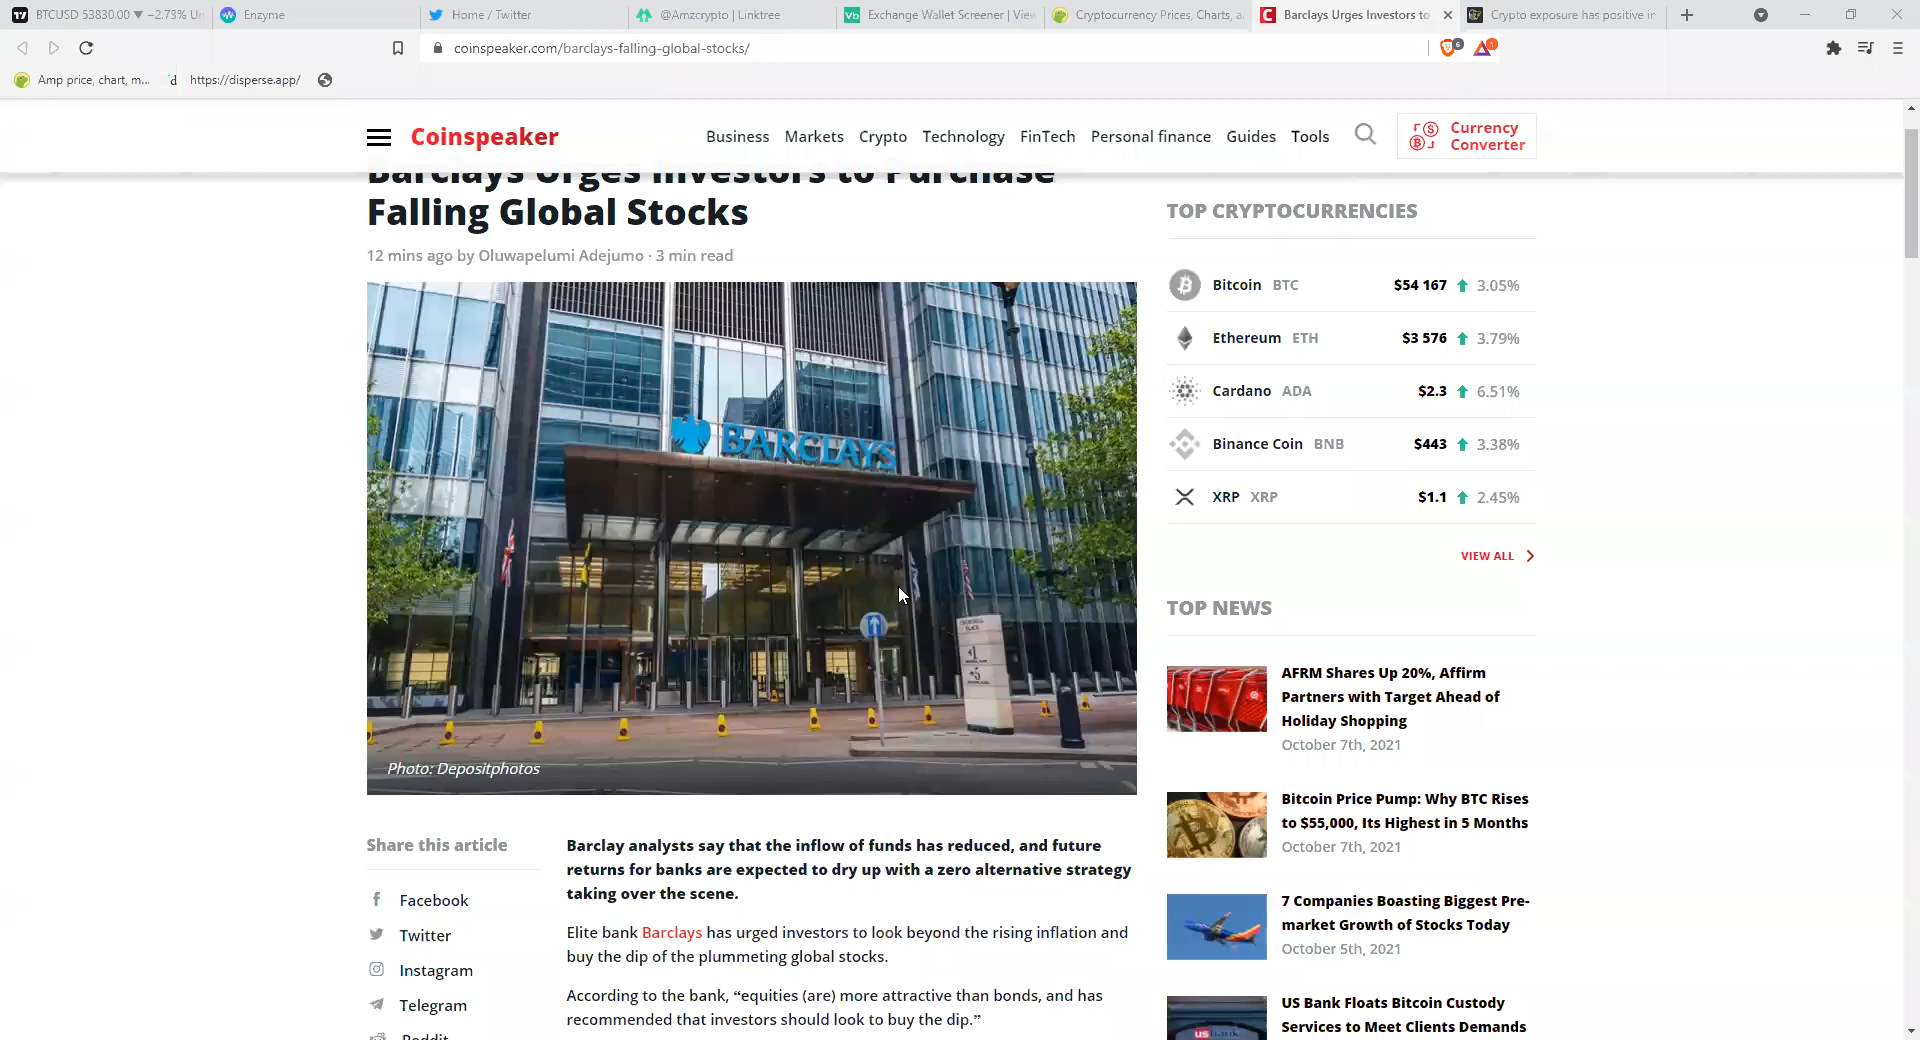 BTCUSD 53830.00 ▼ −2.73% Un
Enzyme
Home / Twitter
@Amzcrypto | Linktree
Exchange Wallet Screener | View
Cryptocurrency Prices, Charts, a
Barclays Urges Investors to
Crypto exposure has positive in
coinspeaker.com/barclays-falling-global-stocks/
6
1
Amp price, chart, m...
d
https://disperse.app/
Coinspeaker
Business
Markets
Crypto
Technology
FinTech
Personal finance
Guides
Tools
Currency
Converter
Barclays Urges Investors to Purchase
Falling Global Stocks
12 mins ago by Oluwapelumi Adejumo · 3 min read
BARCLAYS
Photo: Depositphotos
Share this article
Facebook
Twitter
Instagram
Telegram
Reddit
Barclay analysts say that the inflow of funds has reduced, and future
returns for banks are expected to dry up with a zero alternative strategy
taking over the scene.
Elite bank Barclays has urged investors to look beyond the rising inflation and
buy the dip of the plummeting global stocks.
According to the bank, “equities (are) more attractive than bonds, and has
recommended that investors should look to buy the dip.”
TOP CRYPTOCURRENCIES
Bitcoin BTC $54 167 3.05%
Ethereum ETH $3 576 3.79%
Cardano ADA $2.3 6.51%
Binance Coin BNB $443 3.38%
XRP XRP $1.1 2.45%
VIEW ALL
TOP NEWS
AFRM Shares Up 20%, Affirm
Partners with Target Ahead of
Holiday Shopping
October 7th, 2021
Bitcoin Price Pump: Why BTC Rises
to $55,000, Its Highest in 5 Months
October 7th, 2021
7 Companies Boasting Biggest Pre-
market Growth of Stocks Today
October 5th, 2021
US Bank Floats Bitcoin Custody
Services to Meet Clients Demands
us bank